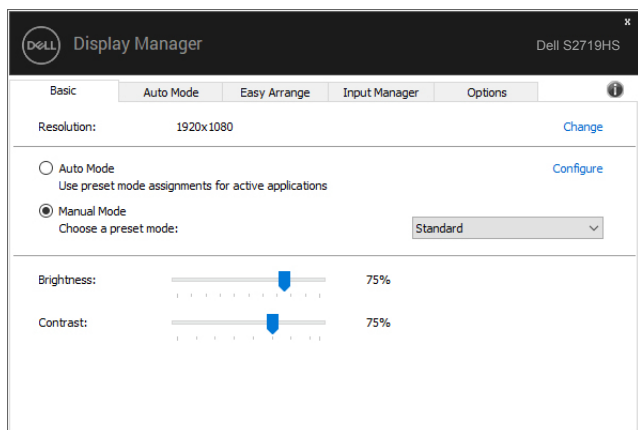 x
DELL Display Manager Dell S2719HS
Basic Auto Mode Easy Arrange Input Manager Options i
Resolution: 1920x1080 Change
Auto Mode Configure
Use preset mode assignments for active applications
Manual Mode
Choose a preset mode: Standard
Brightness: 75%
Contrast: 75%